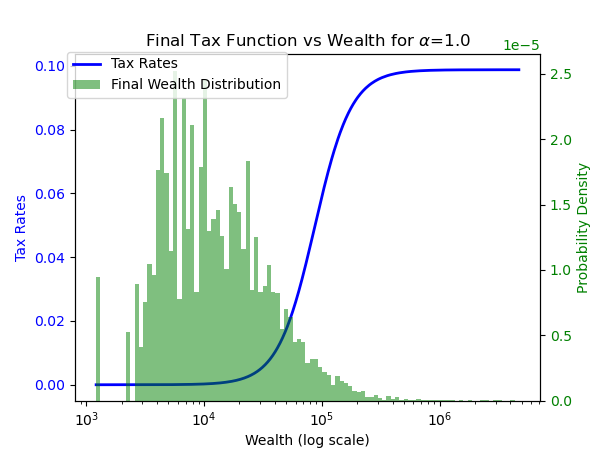 Final Tax Function vs Wealth for α=1.0
1e−5
Tax Rates
Final Wealth Distribution
0.10
0.08
0.06
0.04
0.02
0.00
Tax Rates
2.5
2.0
1.5
1.0
0.5
0.0
Probability Density
10³
10⁴
10⁵
10⁶
Wealth (log scale)